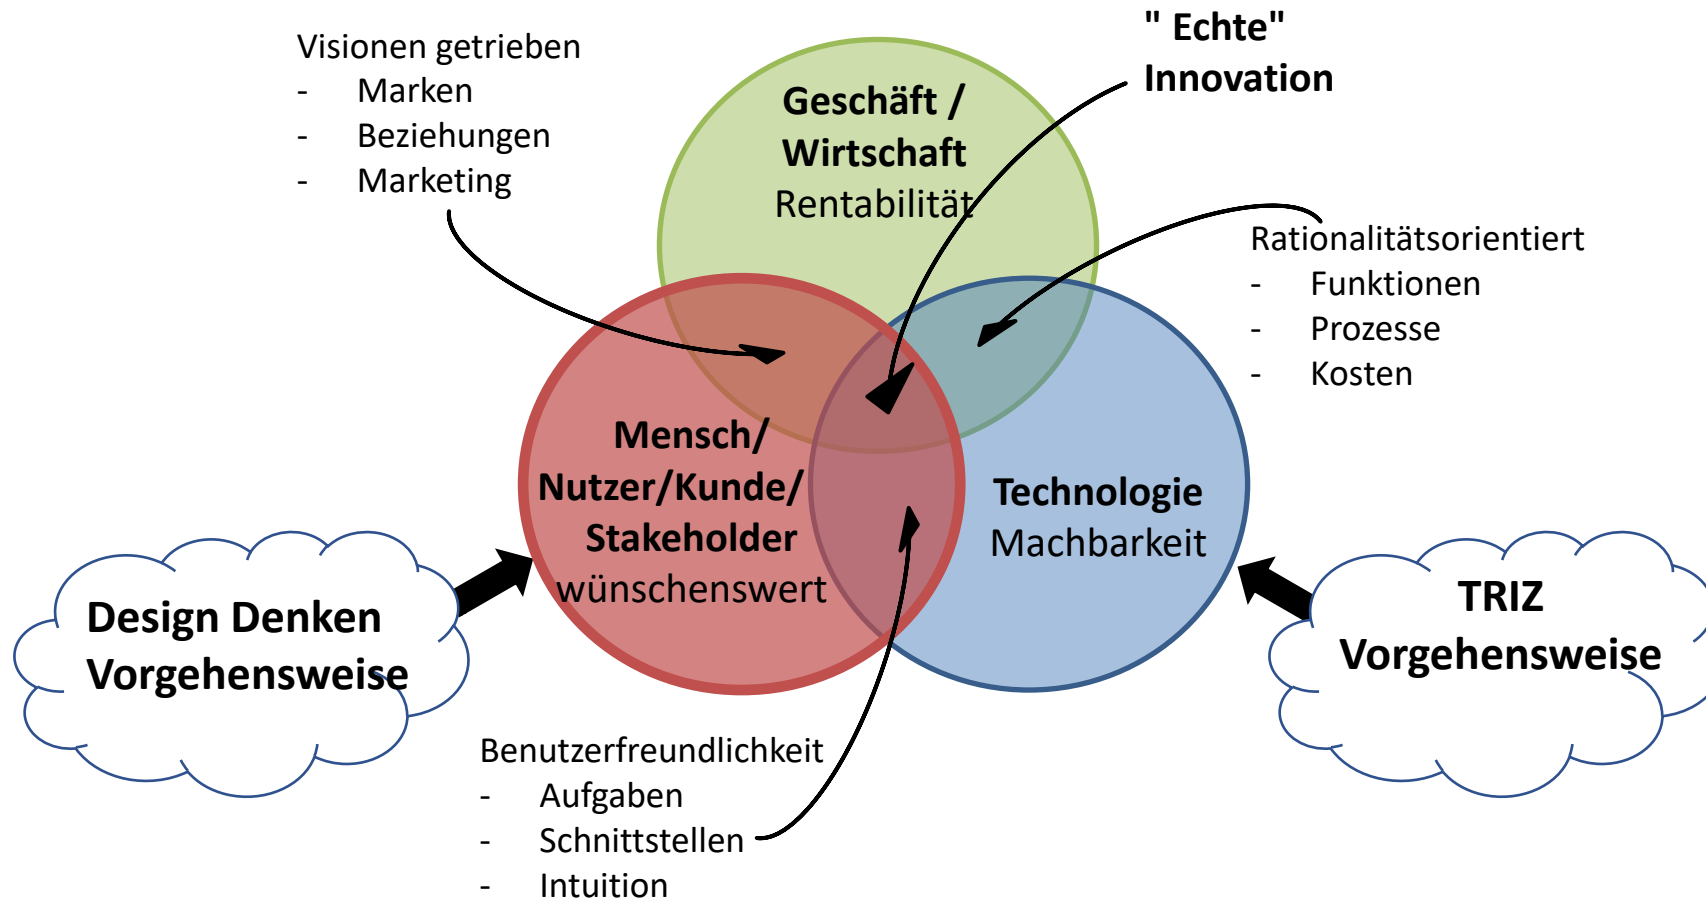 Visionen getrieben
- Marken
- Beziehungen
- Marketing
" Echte"
Innovation
Geschäft /
Wirtschaft
Rentabilität
Rationalitätsorientiert
- Funktionen
- Prozesse
- Kosten
Mensch/
Nutzer/Kunde/
Stakeholder
wünschenswert
Technologie
Machbarkeit
Design Denken
Vorgehensweise
TRIZ
Vorgehensweise
Benutzerfreundlichkeit
- Aufgaben
- Schnittstellen
- Intuition